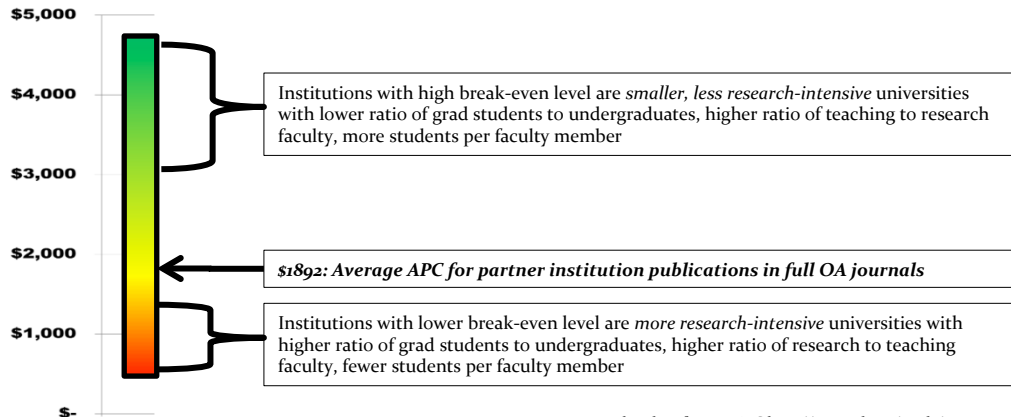 $5,000
$4,000
Institutions with high break-even level are smaller, less research-intensive universities
with lower ratio of grad students to undergraduates, higher ratio of teaching to research
faculty, more students per faculty member
$3,000
$2,000
$1892: Average APC for partner institution publications in full OA journals
$1,000
Institutions with lower break-even level are more research-intensive universities with
higher ratio of grad students to undergraduates, higher ratio of research to teaching
faculty, fewer students per faculty member
$-